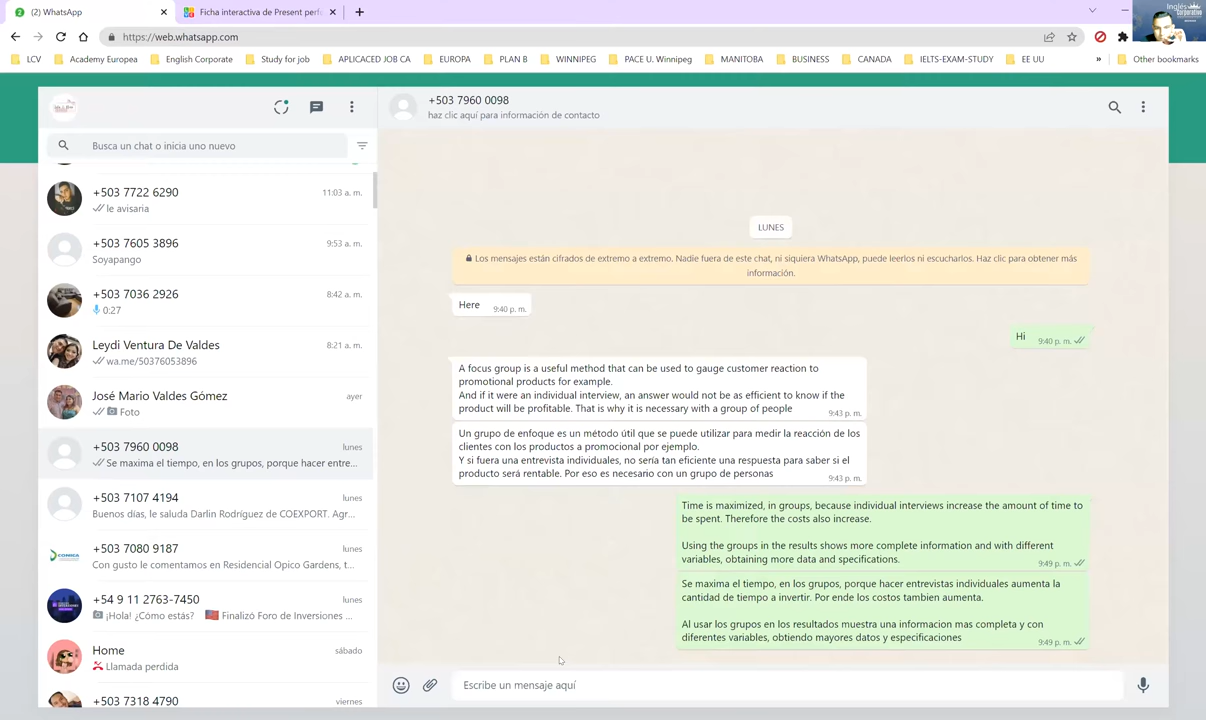 (2) WhatsApp
Ficha interactiva de Present perf
https://web.whatsapp.com
LCV
Academy Europea
English Corporate
Study for job
APLICACED JOB CA
EUROPA
PLAN B
WINNIPEG
PACE U. Winnipeg
MANITOBA
BUSINESS
CANADA
IELTS-EXAM-STUDY
EE UU
»
Other bookmarks
Inglés
Corporativo
Busca un chat o inicia uno nuevo
+503 7722 6290
11:03 a. m.
le avisaria
+503 7605 3896
9:53 a. m.
Soyapango
+503 7036 2926
8:42 a. m.
0:27
Leydi Ventura De Valdes
8:21 a. m.
wa.me/50376053896
José Mario Valdes Gómez
ayer
Foto
+503 7960 0098
lunes
Se maxima el tiempo, en los grupos, porque hacer entre...
+503 7107 4194
lunes
Buenos días, le saluda Darlin Rodríguez de COEXPORT. Agr...
+503 7080 9187
lunes
Con gusto le comentamos en Residencial Opico Gardens, t...
+54 9 11 2763-7450
lunes
¡Hola! ¿Cómo estás? Finalizó Foro de Inversiones ...
Home
sábado
Llamada perdida
+503 7318 4790
viernes
+503 7960 0098
haz clic aquí para información de contacto
LUNES
Los mensajes están cifrados de extremo a extremo. Nadie fuera de este chat, ni siquiera WhatsApp, puede leerlos ni escucharlos. Haz clic para obtener más
información.
Here
9:40 p. m.
Hi
9:40 p. m.
A focus group is a useful method that can be used to gauge customer reaction to
promotional products for example.
And if it were an individual interview, an answer would not be as efficient to know if the
product will be profitable. That is why it is necessary with a group of people
9:43 p. m.
Un grupo de enfoque es un método útil que se puede utilizar para medir la reacción de los
clientes con los productos a promocional por ejemplo.
Y si fuera una entrevista individuales, no sería tan eficiente una respuesta para saber si el
producto será rentable. Por eso es necesario con un grupo de personas
9:43 p. m.
Time is maximized, in groups, because individual interviews increase the amount of time to
be spent. Therefore the costs also increase.
Using the groups in the results shows more complete information and with different
variables, obtaining more data and specifications.
9:49 p. m.
Se maxima el tiempo, en los grupos, porque hacer entrevistas individuales aumenta la
cantidad de tiempo a invertir. Por ende los costos tambien aumenta.
Al usar los grupos en los resultados muestra una informacion mas completa y con
diferentes variables, obtiendo mayores datos y especificaciones
9:49 p. m.
Escribe un mensaje aquí